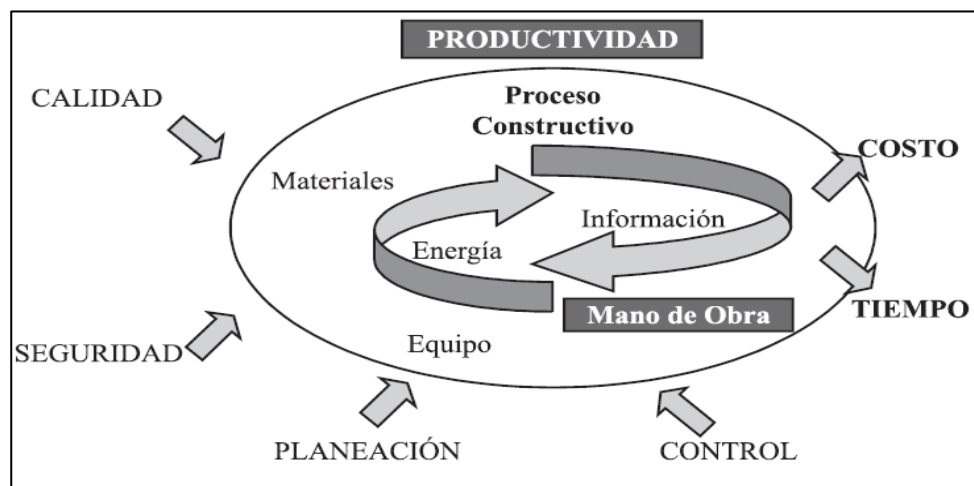 PRODUCTIVIDAD
CALIDAD
Proceso
Constructivo
COSTO
Materiales
Información
Energía
TIEMPO
Mano de Obra
SEGURIDAD
Equipo
PLANEACIÓN
CONTROL